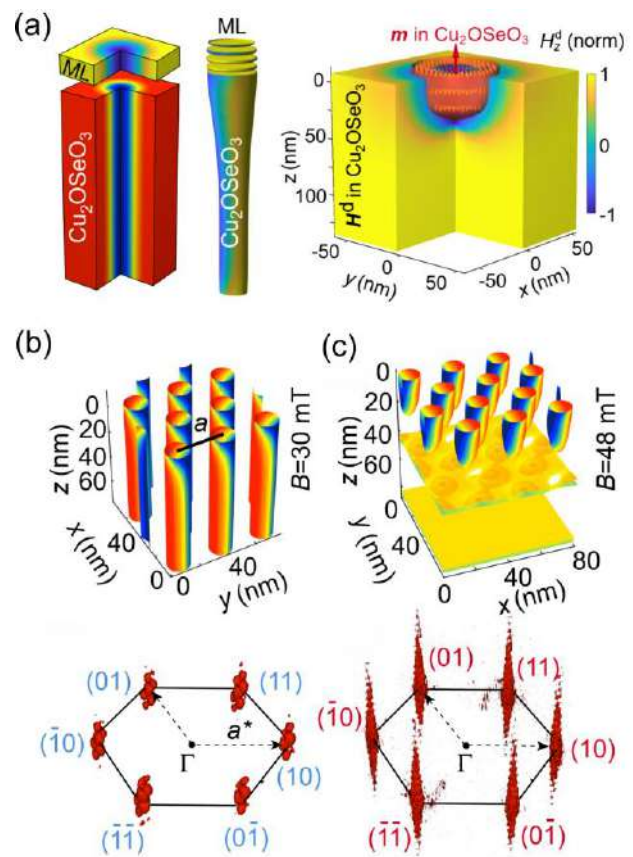 (a)
ML
Cu₂OSeO₃
ML
Cu₂OSeO₃
m in Cu₂OSeO₃
H_z^d (norm)
H^d in Cu₂OSeO₃
z (nm)
0
50
100
-50
0
50
y (nm)
-50
0
50
x (nm)
1
0
-1
(b)
z (nm)
0
20
40
60
a
B=30 mT
x (nm)
40
0
0
40
y (nm)
(c)
z (nm)
0
20
40
60
B=48 mT
y (nm)
0
40
0
40
80
x (nm)
(01)
(11)
(1̄0)
a*
Γ
(10)
(1̄1̄)
(01̄)
(01)
(11)
(1̄0)
Γ
(10)
(1̄1̄)
(01̄)